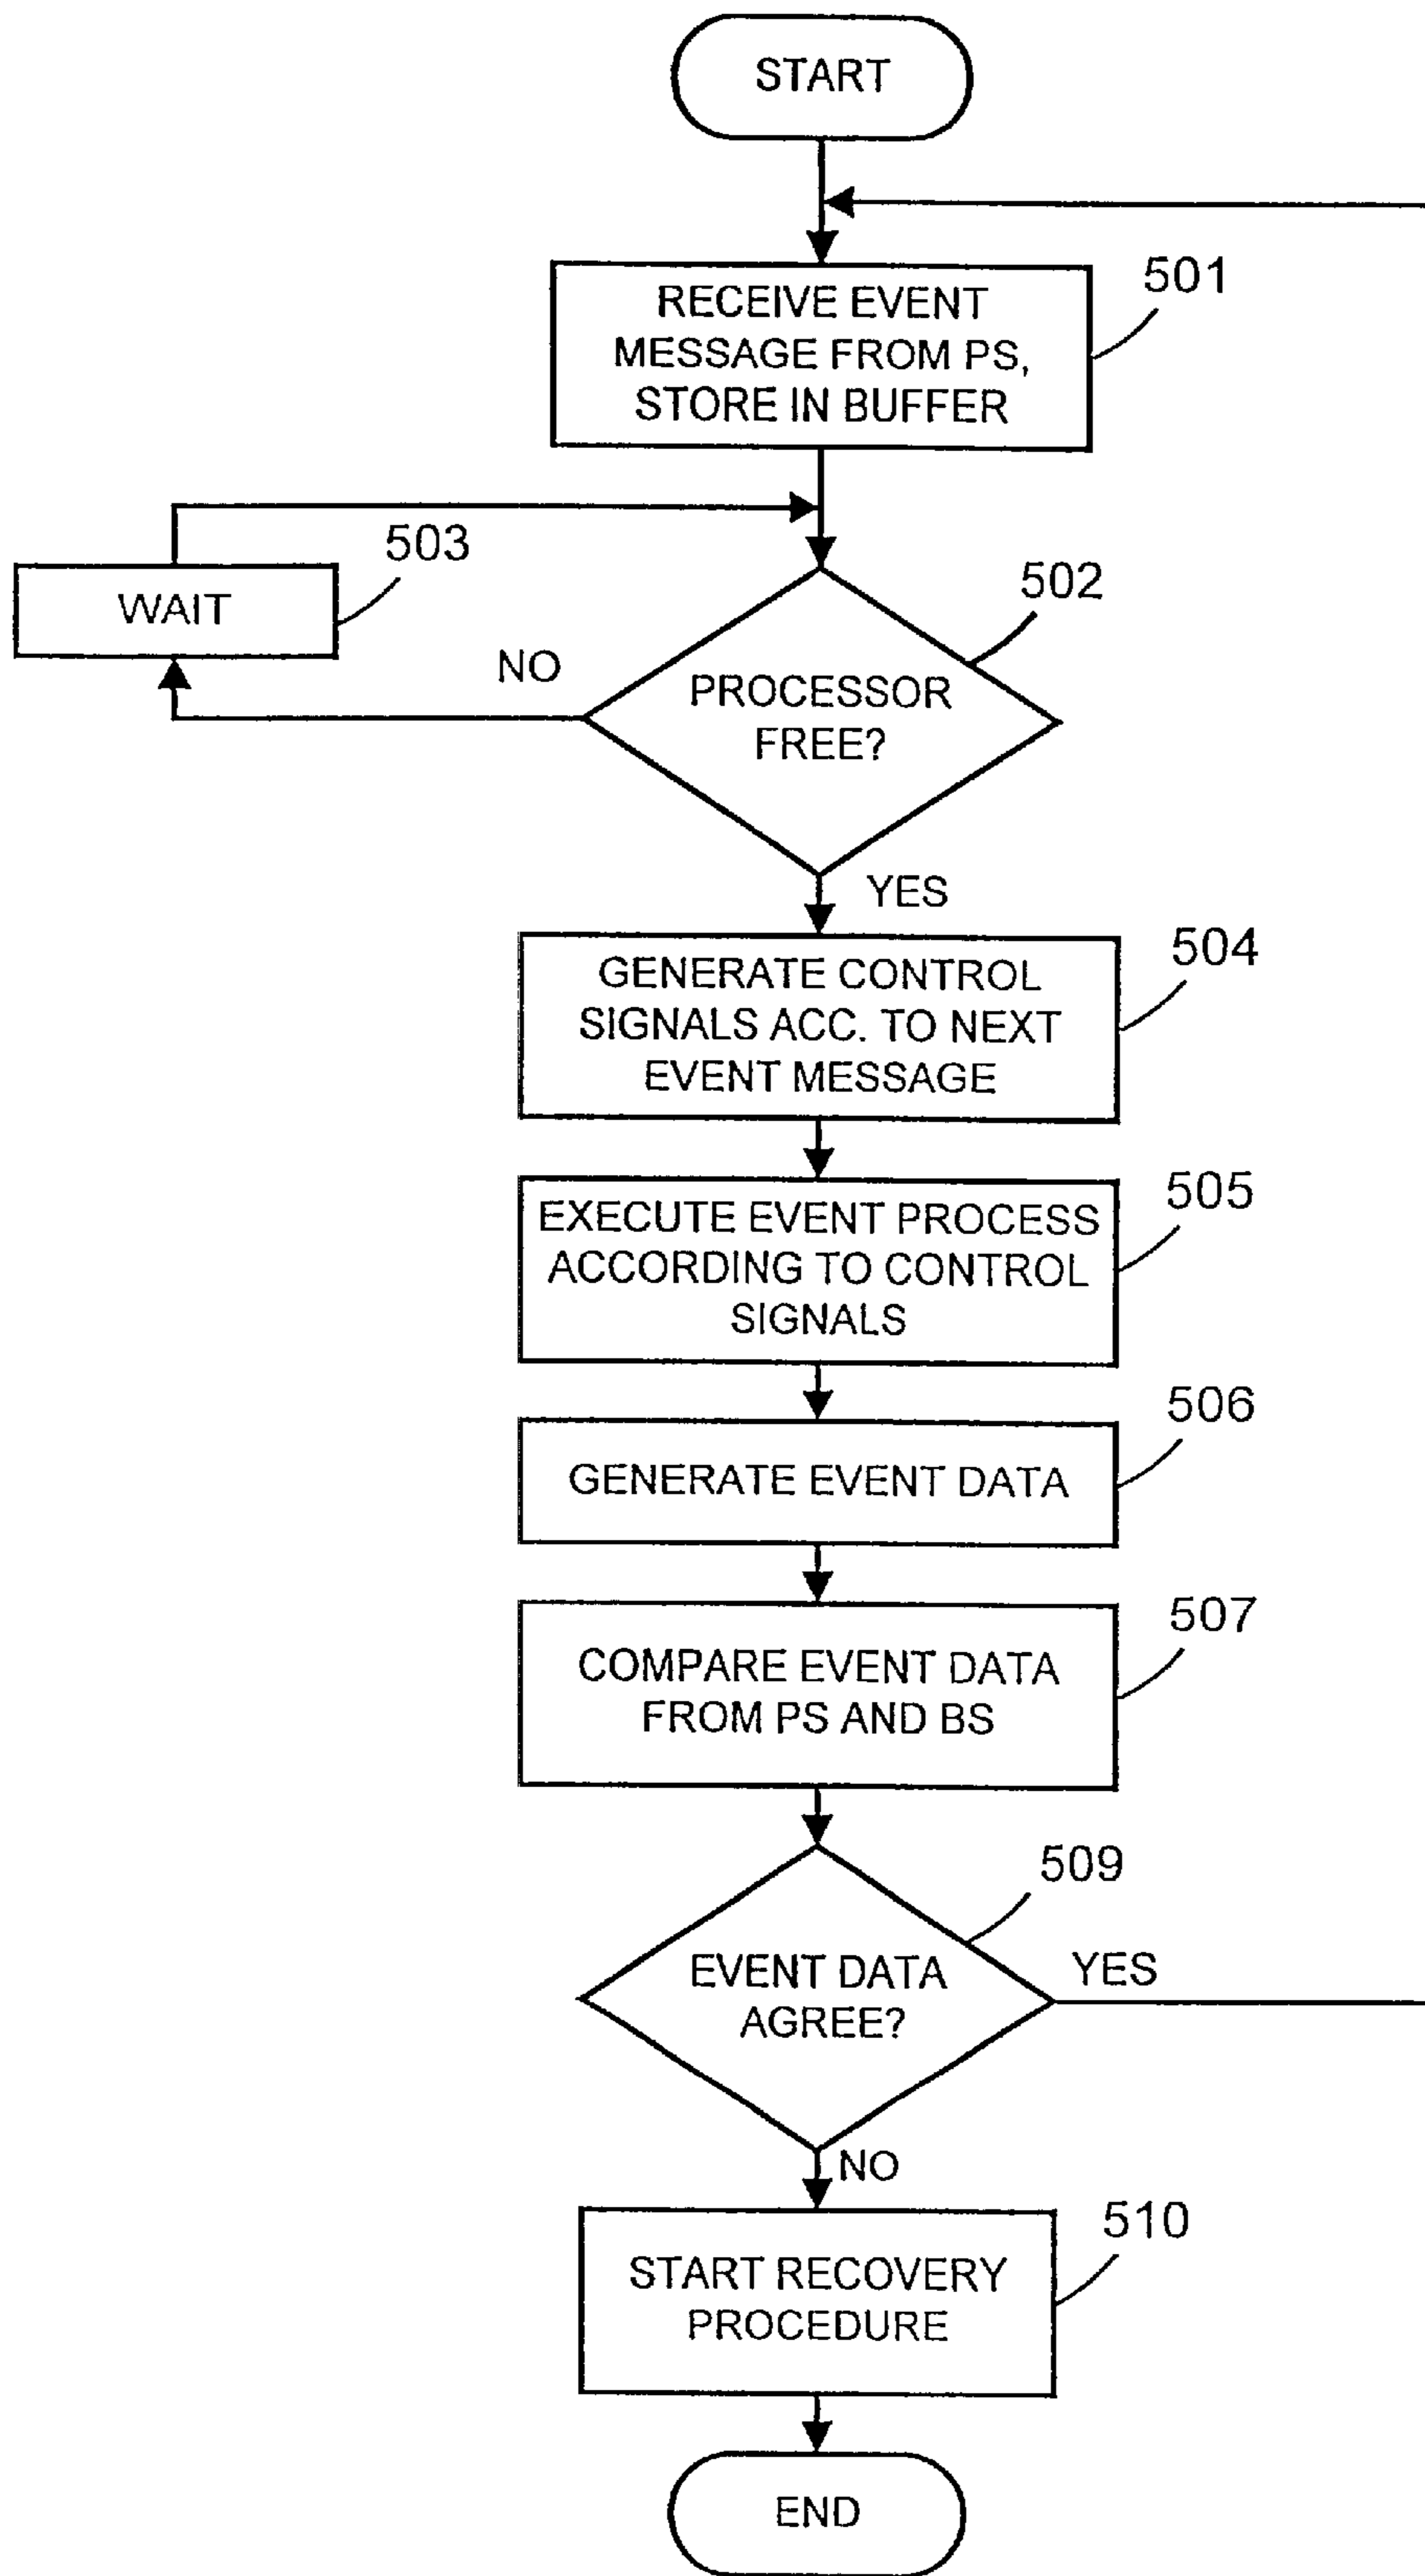 START
501
RECEIVE EVENT
MESSAGE FROM PS,
STORE IN BUFFER
503
WAIT
502
NO
PROCESSOR
FREE?
YES
504
GENERATE CONTROL
SIGNALS ACC. TO NEXT
EVENT MESSAGE
505
EXECUTE EVENT PROCESS
ACCORDING TO CONTROL
SIGNALS
506
GENERATE EVENT DATA
507
COMPARE EVENT DATA
FROM PS AND BS
509
EVENT DATA
AGREE?
YES
NO
510
START RECOVERY
PROCEDURE
END